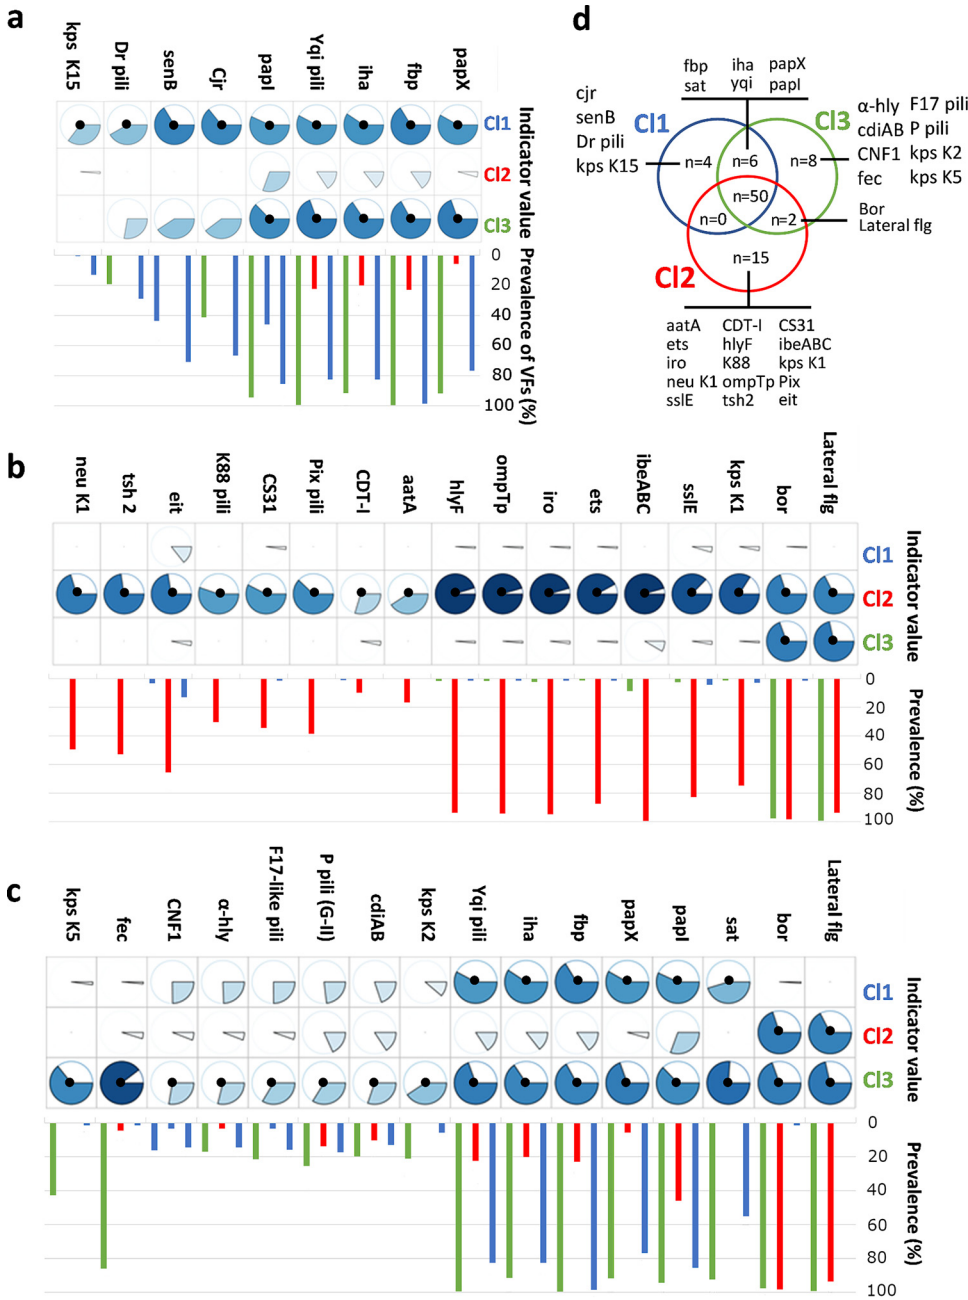 a
kps K15
Dr pili
senB
Cjr
papI
Yqi pili
iha
fbp
papX
Cl1
Cl2
Cl3
Indicator value
0
20
40
60
80
100
Prevalence of VFs (%)
d
fbp
sat
iha
yqi
papX
papI
cjr
senB
Dr pili
kps K15
Cl1
Cl3
α-hly F17 pili
cdiAB P pili
CNF1 kps K2
fec kps K5
n=4
n=6
n=8
n=50
n=0
n=2
Bor
Lateral flg
n=15
Cl2
aatA CDT-I CS31
ets hlyF ibeABC
iro K88 kps K1
neu K1 ompTp Pix
sslE tsh2 eit
b
neu K1
tsh 2
eit
K88 pili
CS31
Pix pili
CDT-I
aatA
hlyF
ompTp
iro
ets
ibeABC
sslE
kps K1
bor
Lateral flg
Cl1
Cl2
Cl3
Indicator value
0
20
40
60
80
100
Prevalence (%)
c
kps K5
fec
CNF1
α-hly
F17-like pili
P pili (G-II)
cdiAB
kps K2
Yqi pili
iha
fbp
papX
papI
sat
bor
Lateral flg
Cl1
Cl2
Cl3
Indicator value
0
20
40
60
80
100
Prevalence (%)